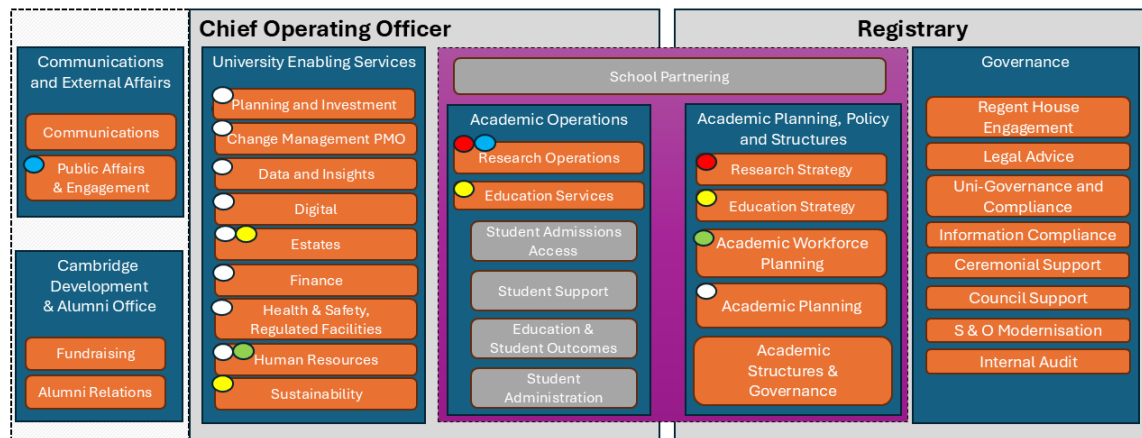 Chief Operating Officer
Registrary
Communications
and External Affairs
Communications
Public Affairs
& Engagement
Cambridge
Development
& Alumni Office
Fundraising
Alumni Relations
University Enabling Services
Planning and Investment
Change Management PMO
Data and Insights
Digital
Estates
Finance
Health & Safety,
Regulated Facilities
Human Resources
Sustainability
School Partnering
Academic Operations
Research Operations
Education Services
Student Admissions
Access
Student Support
Education &
Student Outcomes
Student
Administration
Academic Planning, Policy
and Structures
Research Strategy
Education Strategy
Academic Workforce
Planning
Academic Planning
Academic
Structures &
Governance
Governance
Regent House
Engagement
Legal Advice
Uni-Governance and
Compliance
Information Compliance
Ceremonial Support
Council Support
S & O Modernisation
Internal Audit